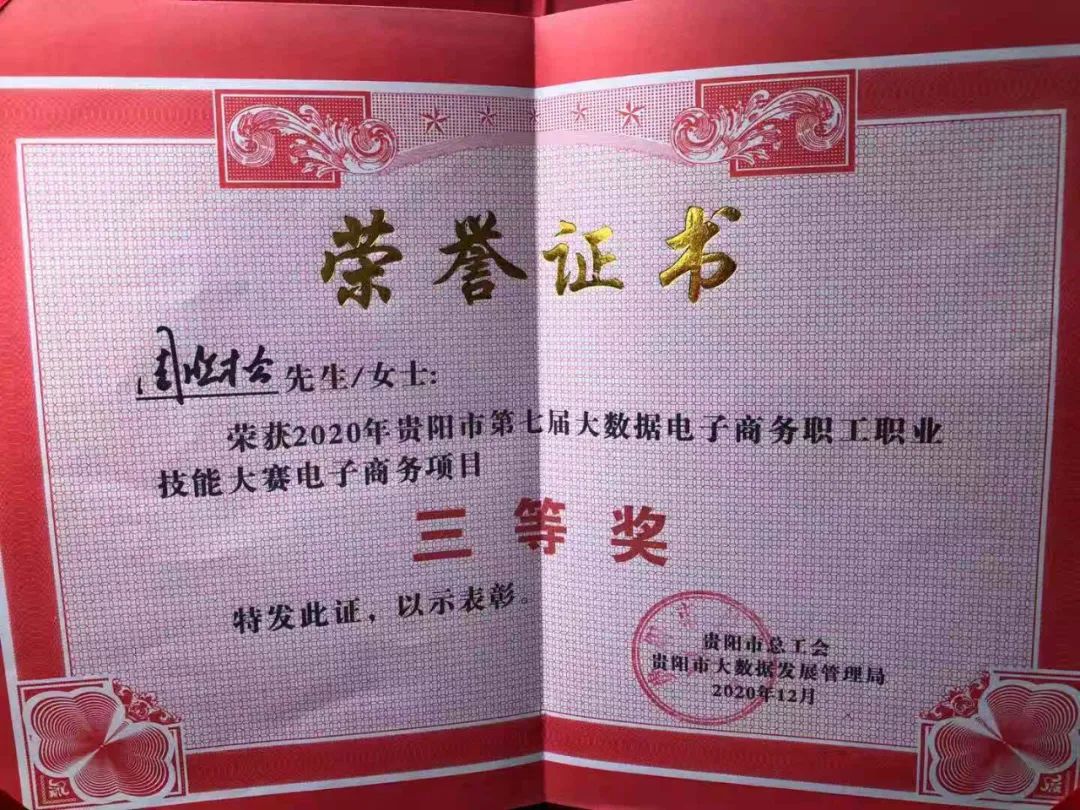 荣誉证书
先生/女士:
荣获2020年贵阳市第七届大数据电子商务职工职业
技能大赛电子商务项目
三等奖
特发此证，以示表彰。
贵阳市总工会
贵阳市大数据发展管理局
2020年12月